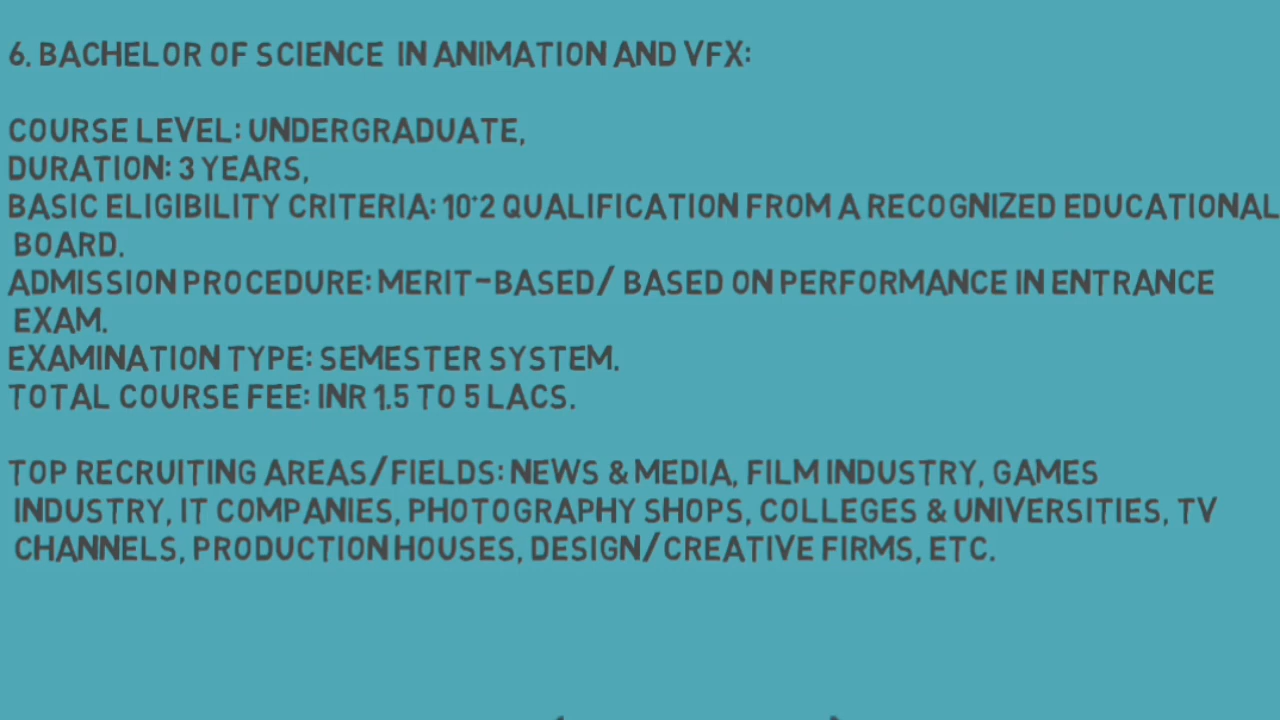 6. BACHELOR OF SCIENCE IN ANIMATION AND VFX:
COURSE LEVEL: UNDERGRADUATE,
DURATION: 3 YEARS,
BASIC ELIGIBILITY CRITERIA: 10+2 QUALIFICATION FROM A RECOGNIZED EDUCATIONAL
BOARD.
ADMISSION PROCEDURE: MERIT-BASED/ BASED ON PERFORMANCE IN ENTRANCE
EXAM.
EXAMINATION TYPE: SEMESTER SYSTEM.
TOTAL COURSE FEE: INR 1.5 TO 5 LACS.
TOP RECRUITING AREAS/FIELDS: NEWS & MEDIA, FILM INDUSTRY, GAMES
INDUSTRY, IT COMPANIES, PHOTOGRAPHY SHOPS, COLLEGES & UNIVERSITIES, TV
CHANNELS, PRODUCTION HOUSES, DESIGN/CREATIVE FIRMS, ETC.